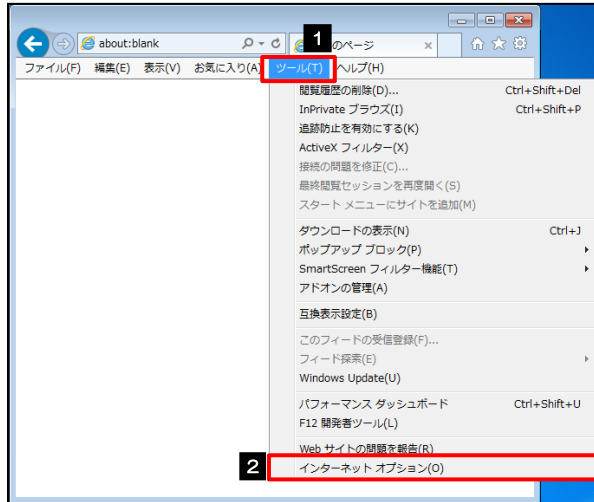 1
about:blank
のページ
ファイル(F) 編集(E) 表示(V) お気に入り(A) ツール(T) ヘルプ(H)
閲覧履歴の削除(D)... Ctrl+Shift+Del
InPrivate ブラウズ(I) Ctrl+Shift+P
追跡防止を有効にする(K)
ActiveX フィルター(X)
接続の問題を修正(C)...
最終閲覧セッションを再度開く(S)
スタート メニューにサイトを追加(M)
ダウンロードの表示(N) Ctrl+J
ポップアップ ブロック(P)
SmartScreen フィルター機能(T)
アドオンの管理(A)
互換表示設定(B)
このフィードの受信登録(F)...
フィード探索(E)
Windows Update(U)
パフォーマンス ダッシュボード Ctrl+Shift+U
F12 開発者ツール(L)
Web サイトの問題を報告(R)
2 インターネット オプション(O)